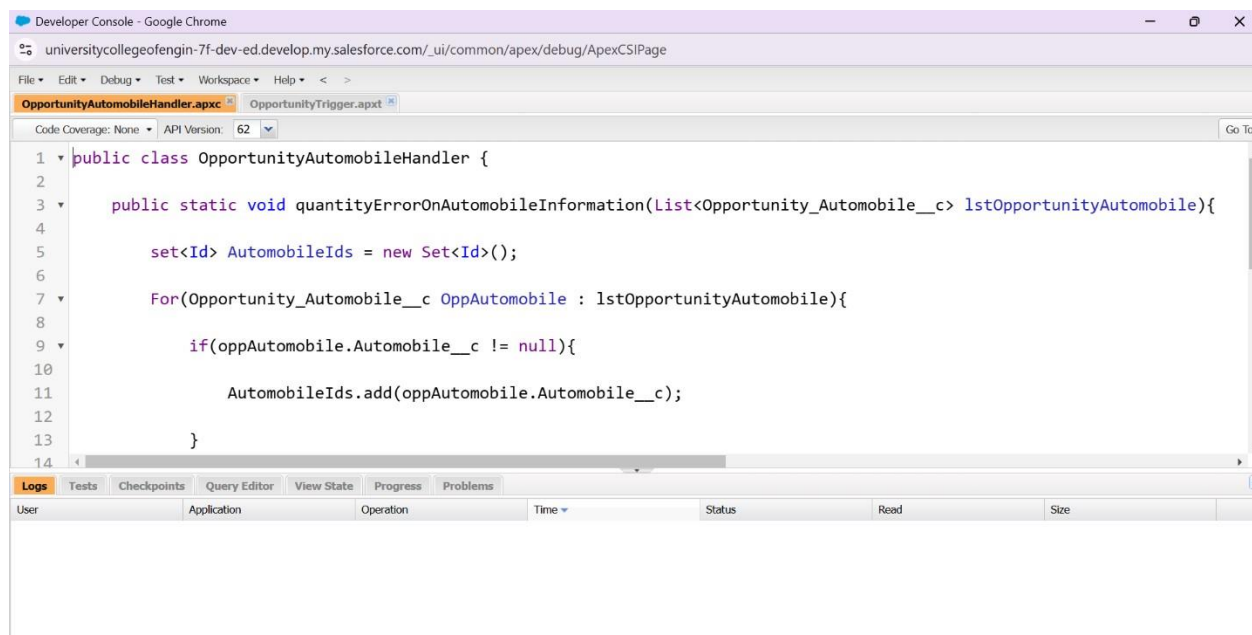 Developer Console - Google Chrome
universitycollegeofengin-7f-dev-ed.develop.my.salesforce.com/_ui/common/apex/debug/ApexCSIPage
File Edit Debug Test Workspace Help < >
OpportunityAutomobileHandler.apxc OpportunityTrigger.apxt
Code Coverage: None API Version: 62 Go To
1 public class OpportunityAutomobileHandler {
2
3 public static void quantityErrorOnAutomobileInformation(List<Opportunity_Automobile__c> lstOpportunityAutomobile){
4
5 set<Id> AutomobileIds = new Set<Id>();
6
7 For(Opportunity_Automobile__c OppAutomobile : lstOpportunityAutomobile){
8
9 if(oppAutomobile.Automobile__c != null){
10
11 AutomobileIds.add(oppAutomobile.Automobile__c);
12
13 }
14
Logs Tests Checkpoints Query Editor View State Progress Problems
User Application Operation Time Status Read Size